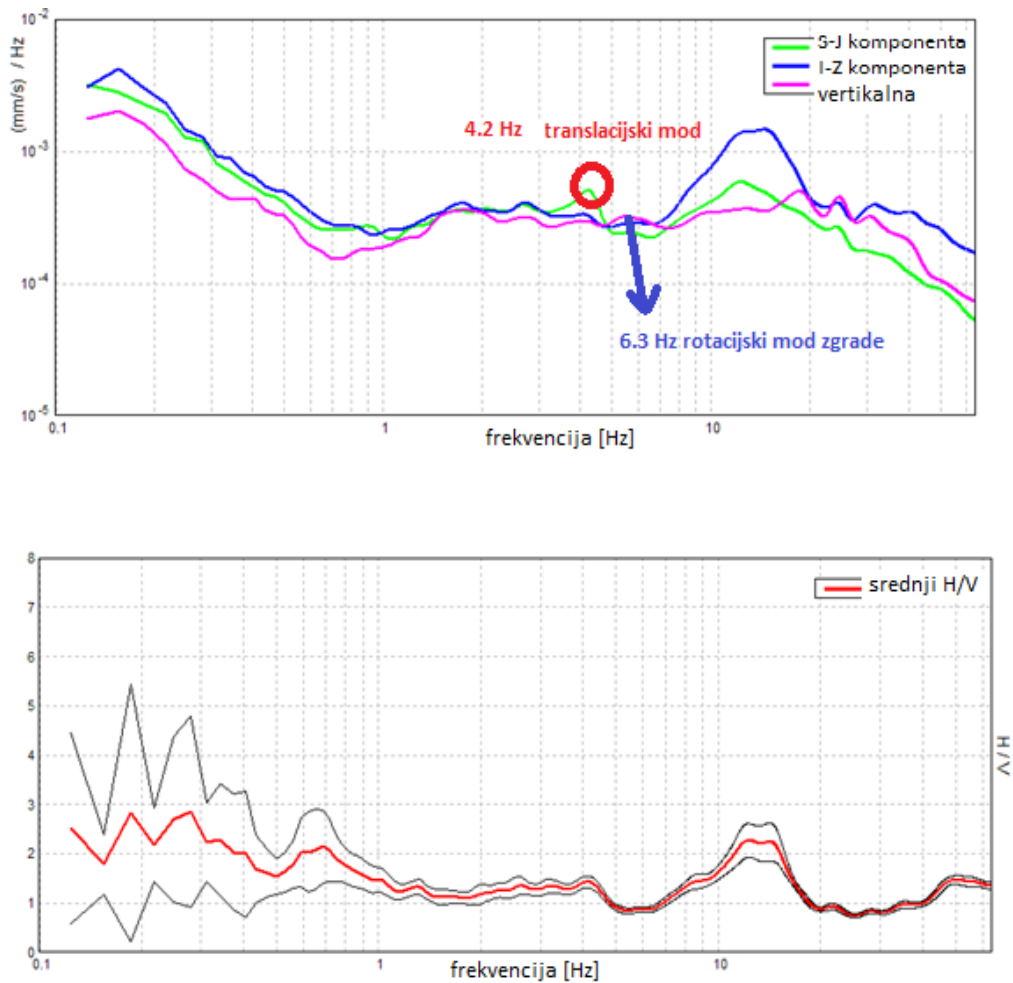 10-2
(mm/s) / Hz
S-J komponenta
I-Z komponenta
vertikalna
4.2 Hz translacijski mod
10-3
10-4
6.3 Hz rotacijski mod zgrade
10-5
0.1 1 10
frekvencija [Hz]
8
srednji H/V
7
6
5
4
H / V
3
2
1
0
0.1 1 10
frekvencija [Hz]